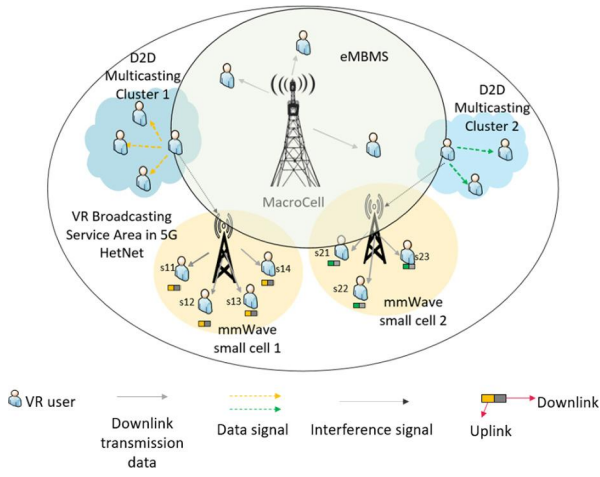 eMBMS
D2D
Multicasting
Cluster 1
D2D
Multicasting
Cluster 2
MacroCell
VR Broadcasting
Service Area in 5G
HetNet
s11
s12
s13
s14
s21
s22
s23
mmWave
small cell 1
mmWave
small cell 2
VR user
Downlink
transmission
data
Data signal
Interference signal
Uplink
Downlink